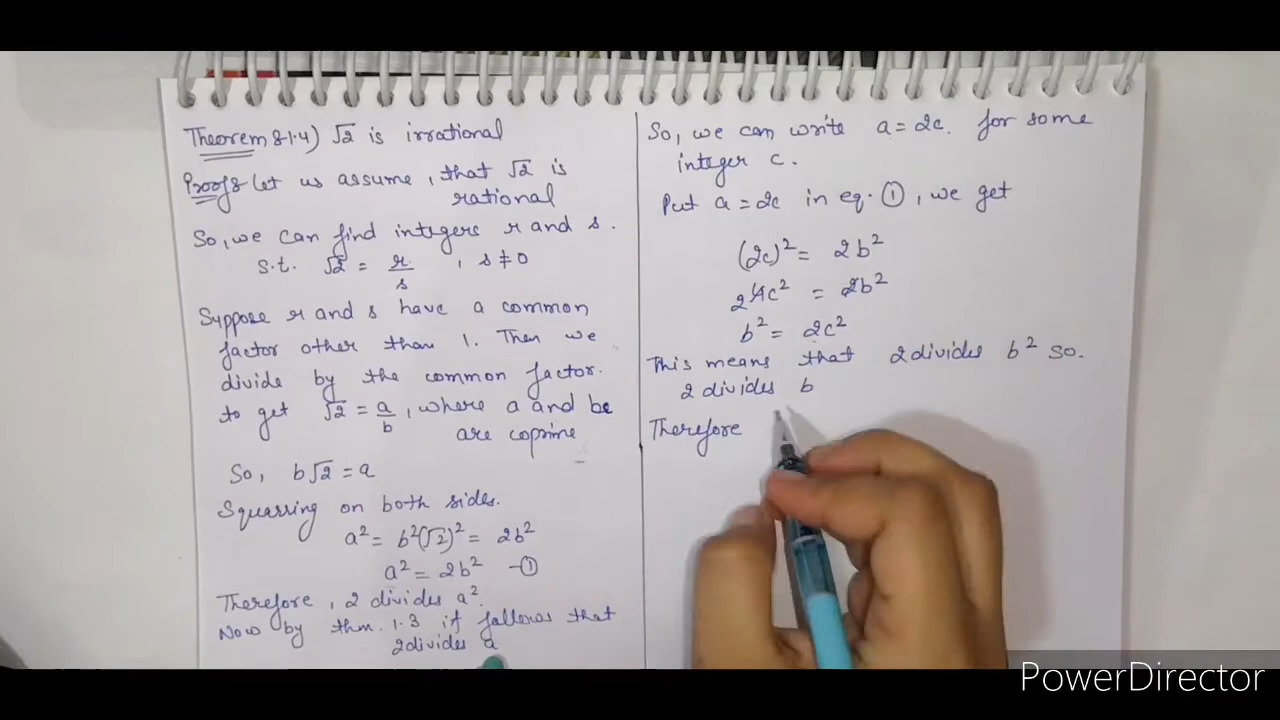 Theorem 1.4) √2 is irrational
Proof: Let us assume, that √2 is
rational
So, we can find integers r and s.
s.t. √2 = r/s , s ≠ 0
Suppose r and s have a common
factor other than 1. Then we
divide by the common factor.
to get √2 = a/b, where a and be
are coprime
So, b√2 = a
Squarring on both sides.
a² = b²(√2)² = 2b²
a² = 2b² -①
Therefore, 2 divides a².
Now by thm. 1.3 it follows that
2 divides a
So, we can write a = 2c. for some
integer c.
Put a = 2c in eq. ①, we get
(2c)² = 2b²
2 4c² = 2b²
b² = 2c²
This means that 2 divides b² so.
2 divides b
Therefore
PowerDirector